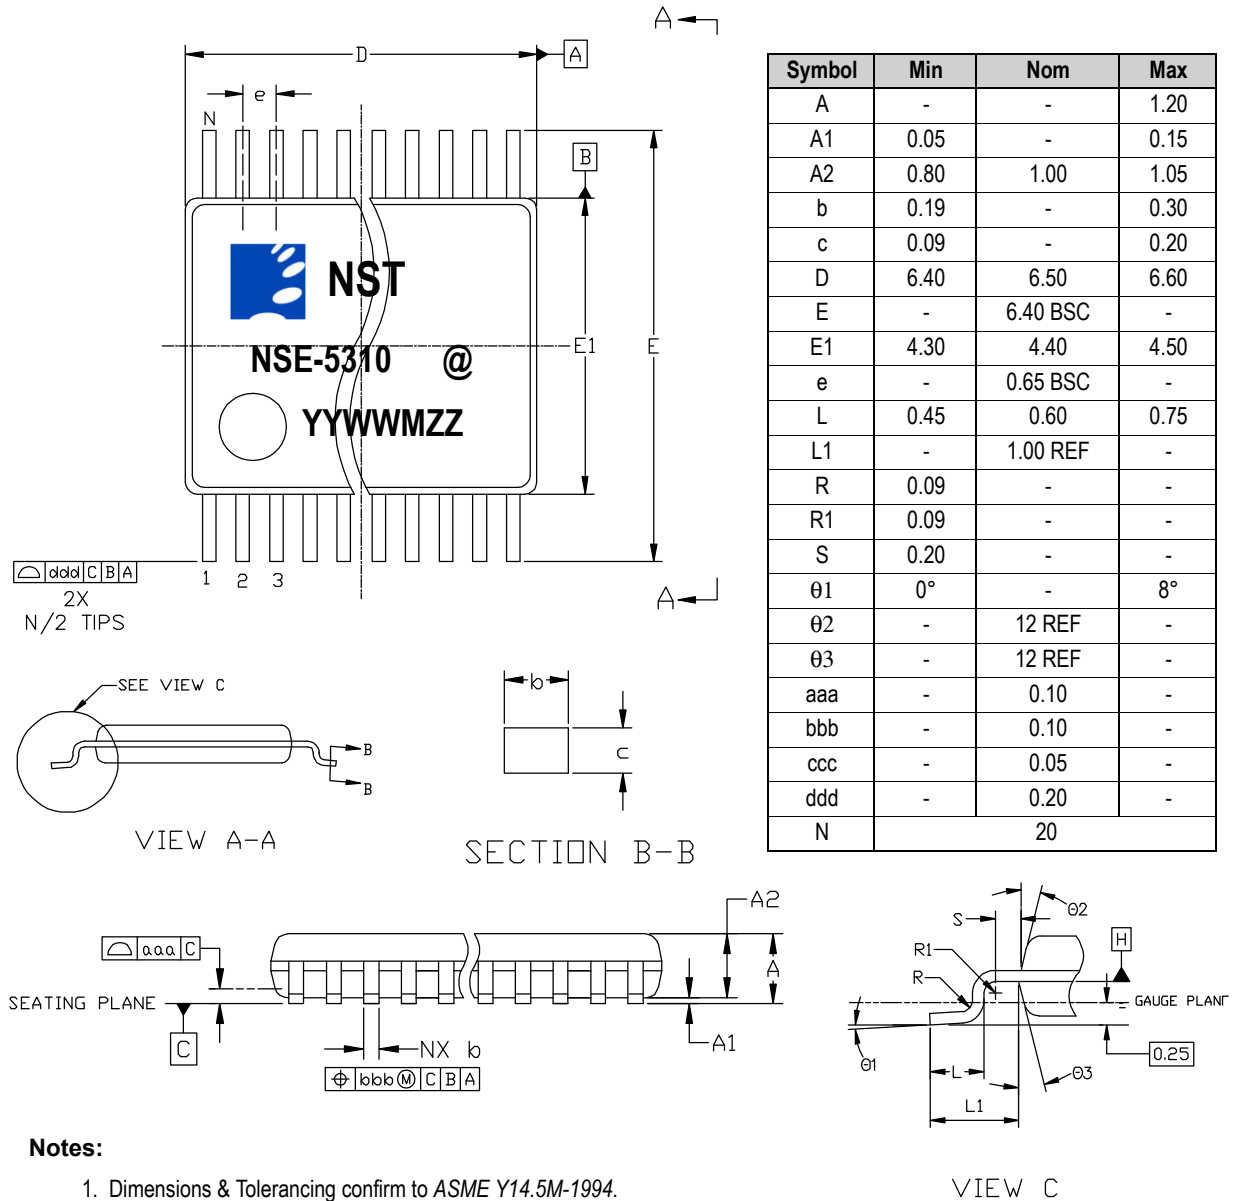 A
D
A
e
N
B
NST
NSE-5310 @
YYWWMZZ
E1
E
ddd C B A
2X
N/2 TIPS
1 2 3
A
Symbol Min Nom Max
A - - 1.20
A1 0.05 - 0.15
A2 0.80 1.00 1.05
b 0.19 - 0.30
c 0.09 - 0.20
D 6.40 6.50 6.60
E - 6.40 BSC -
E1 4.30 4.40 4.50
e - 0.65 BSC -
L 0.45 0.60 0.75
L1 - 1.00 REF -
R 0.09 - -
R1 0.09 - -
S 0.20 - -
θ1 0° - 8°
θ2 - 12 REF -
θ3 - 12 REF -
aaa - 0.10 -
bbb - 0.10 -
ccc - 0.05 -
ddd - 0.20 -
N 20
SEE VIEW C
B
B
VIEW A-A
b
c
SECTION B-B
aaa C
SEATING PLANE
C
A2
A
A1
NX b
⌖ bbb Ⓜ C B A
S
θ2
R1
R
H
GAUGE PLANE
0.25
θ1
L
θ3
L1
VIEW C
Notes:
1. Dimensions & Tolerancing confirm to ASME Y14.5M-1994.